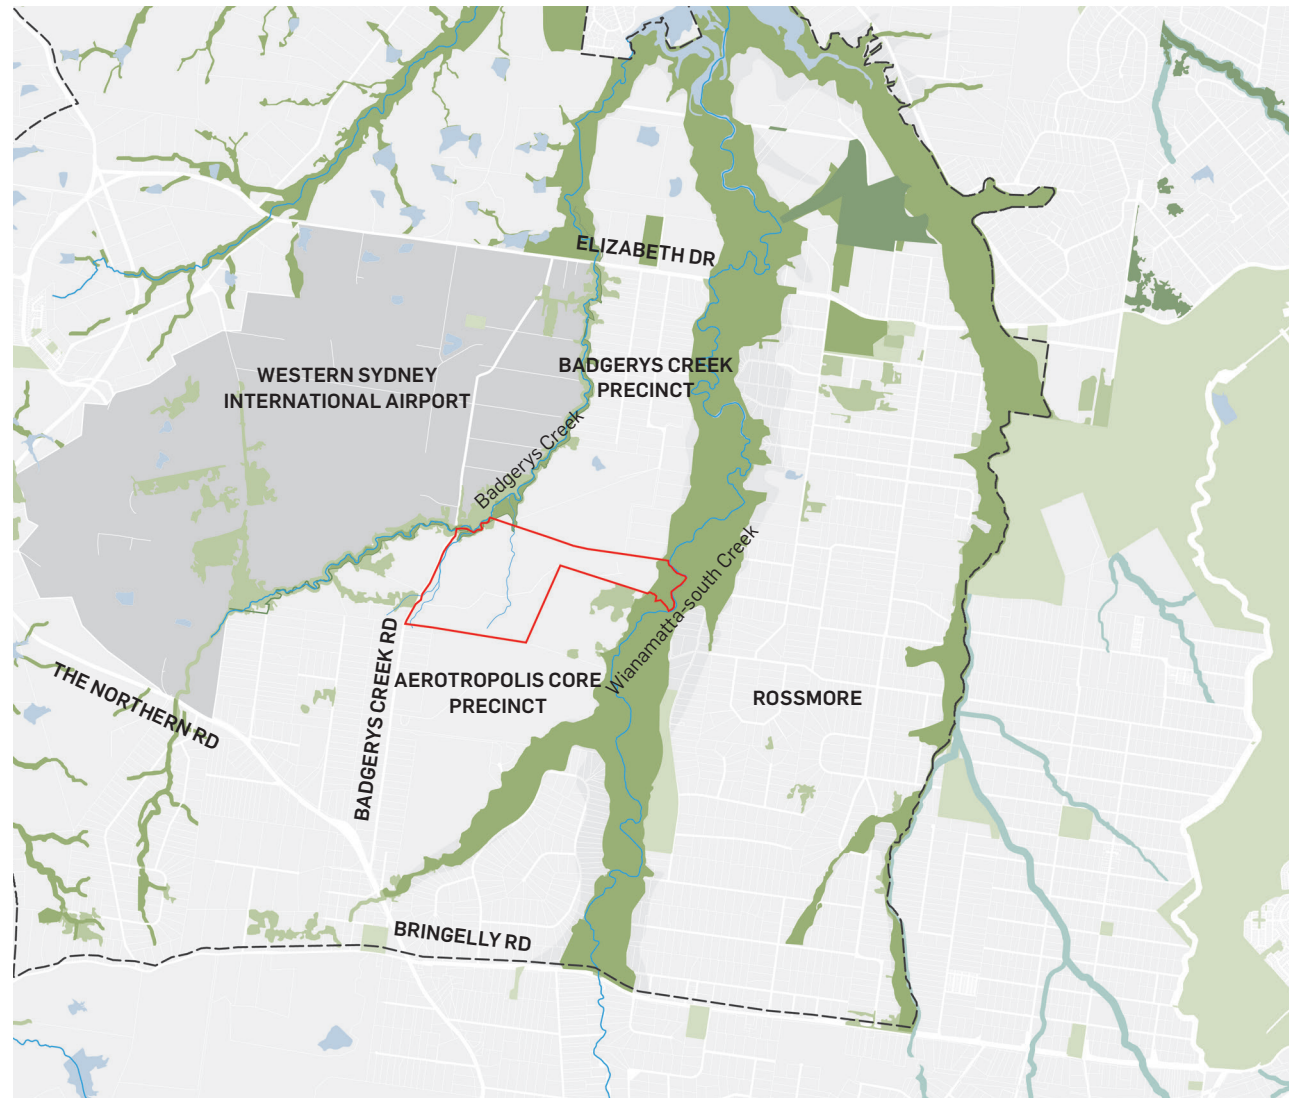 ELIZABETH DR
BADGERYS CREEK
PRECINCT
WESTERN SYDNEY
INTERNATIONAL AIRPORT
Badgerys Creek
Wianamatta-south Creek
BADGERYS CREEK RD
AEROTROPOLIS CORE
PRECINCT
ROSSMORE
THE NORTHERN RD
BRINGELLY RD